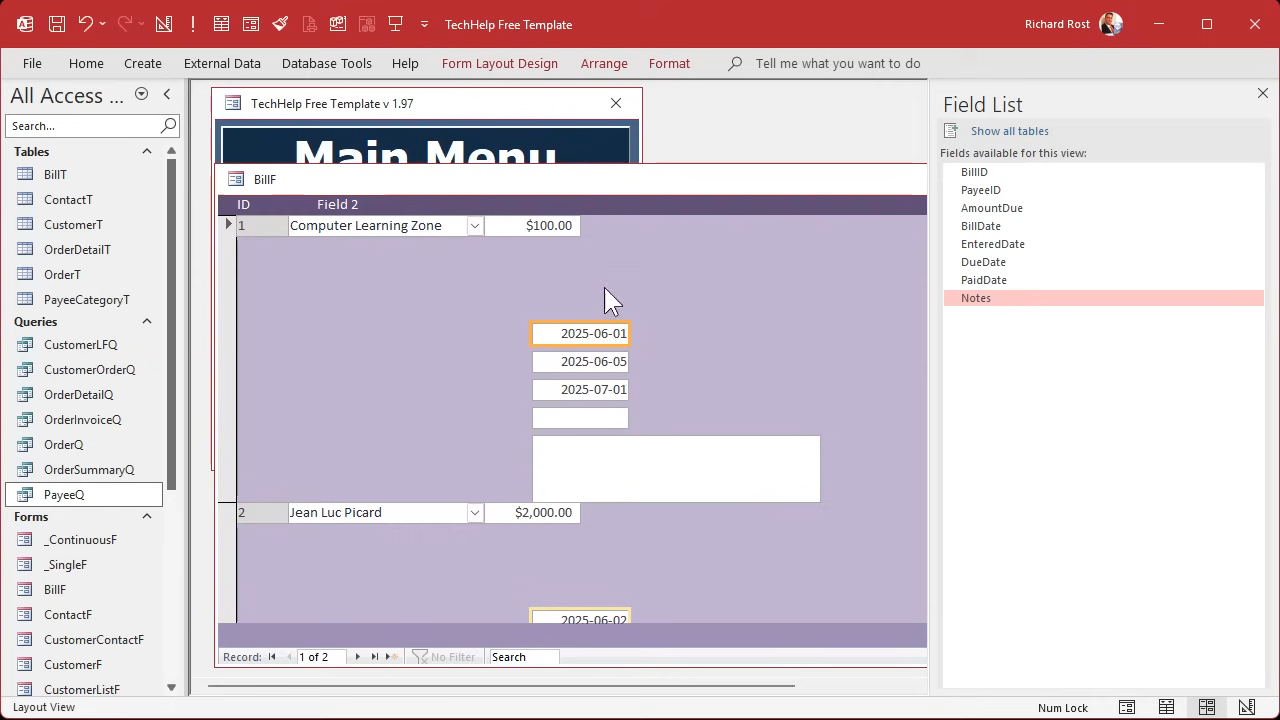 TechHelp Free Template
Richard Rost
File
Home
Create
External Data
Database Tools
Help
Form Layout Design
Arrange
Format
Tell me what you want to do
All Access ...
Search...
Tables
BillT
ContactT
CustomerT
OrderDetailT
OrderT
PayeeCategoryT
Queries
CustomerLFQ
CustomerOrderQ
OrderDetailQ
OrderInvoiceQ
OrderQ
OrderSummaryQ
PayeeQ
Forms
_ContinuousF
_SingleF
BillF
ContactF
CustomerContactF
CustomerF
CustomerListF
TechHelp Free Template v 1.97
Main Menu
BillF
ID Field 2
1 Computer Learning Zone $100.00
2025-06-01
2025-06-05
2025-07-01
2 Jean Luc Picard $2,000.00
2025-06-02
Record: 1 of 2 No Filter Search
Field List
Show all tables
Fields available for this view:
BillID
PayeeID
AmountDue
BillDate
EnteredDate
DueDate
PaidDate
Notes
Layout View
Num Lock